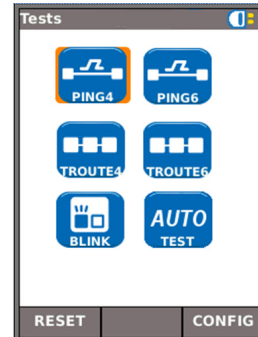 Tests
PING4 PING6
TROUTE4 TROUTE6
BLINK AUTO TEST
RESET CONFIG